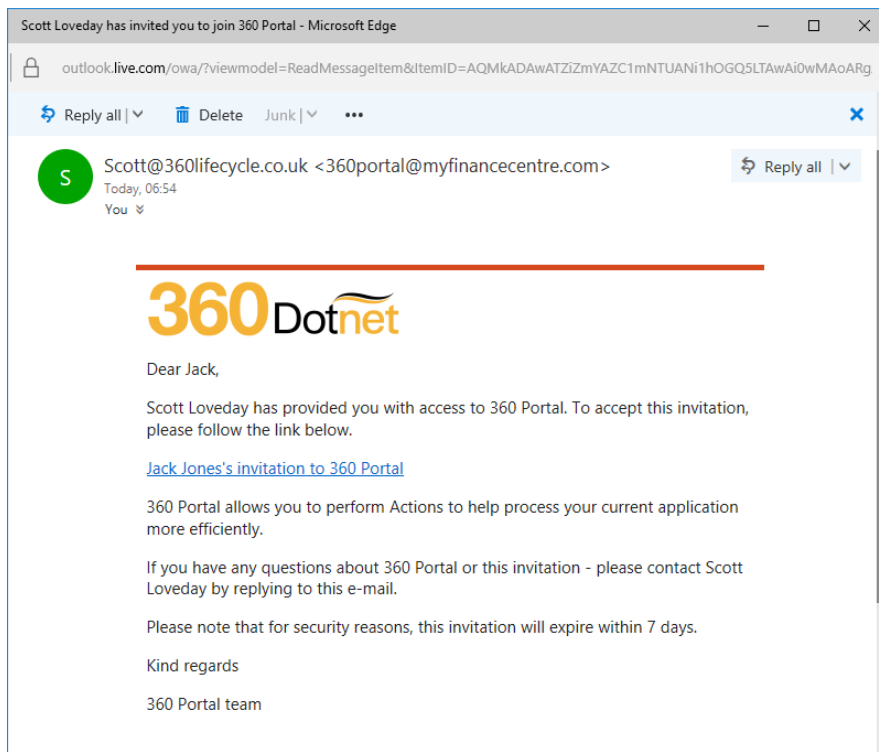 Scott Loveday has invited you to join 360 Portal - Microsoft Edge
outlook.live.com/owa/?viewmodel=ReadMessageItem&ItemID=AQMkADAwATZiZmYAZC1mNTUANi1hOGQ5LTAwAi0wMAoARg.
Reply all | Delete Junk | •••
S
Scott@360lifecycle.co.uk <360portal@myfinancecentre.com>
Reply all |
Today, 06:54
You
360 Dotnet
Dear Jack,
Scott Loveday has provided you with access to 360 Portal. To accept this invitation,
please follow the link below.
Jack Jones's invitation to 360 Portal
360 Portal allows you to perform Actions to help process your current application
more efficiently.
If you have any questions about 360 Portal or this invitation - please contact Scott
Loveday by replying to this e-mail.
Please note that for security reasons, this invitation will expire within 7 days.
Kind regards
360 Portal team